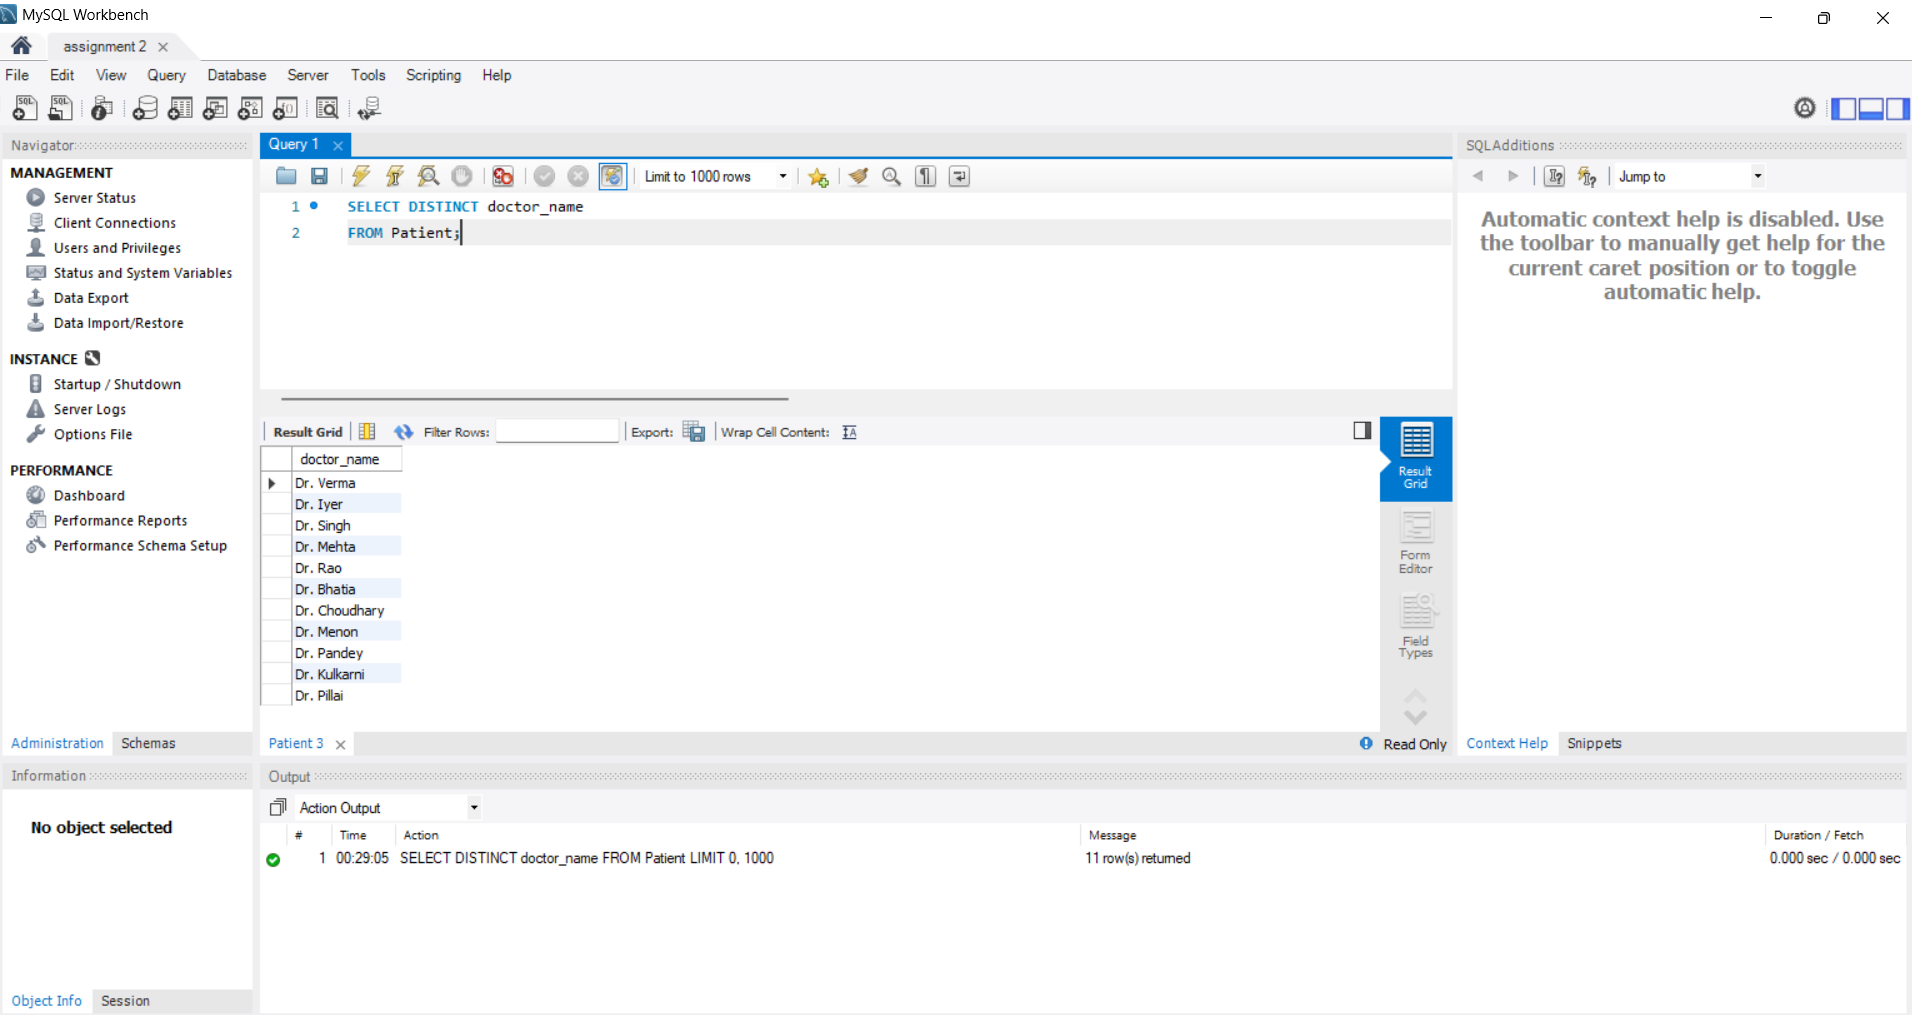 MySQL Workbench
assignment 2
File Edit View Query Database Server Tools Scripting Help
Navigator
MANAGEMENT
Server Status
Client Connections
Users and Privileges
Status and System Variables
Data Export
Data Import/Restore
INSTANCE
Startup / Shutdown
Server Logs
Options File
PERFORMANCE
Dashboard
Performance Reports
Performance Schema Setup
Administration Schemas
Information
No object selected
Object Info Session
Query 1
Limit to 1000 rows
1 SELECT DISTINCT doctor_name
2 FROM Patient;
Result Grid Filter Rows: Export: Wrap Cell Content:
doctor_name
Dr. Verma
Dr. Iyer
Dr. Singh
Dr. Mehta
Dr. Rao
Dr. Bhatia
Dr. Choudhary
Dr. Menon
Dr. Pandey
Dr. Kulkarni
Dr. Pillai
Result
Grid
Form
Editor
Field
Types
Patient 3 Read Only
SQLAdditions
Jump to
Automatic context help is disabled. Use
the toolbar to manually get help for the
current caret position or to toggle
automatic help.
Context Help Snippets
Output
Action Output
# Time Action Message Duration / Fetch
1 00:29:05 SELECT DISTINCT doctor_name FROM Patient LIMIT 0, 1000 11 row(s) returned 0.000 sec / 0.000 sec